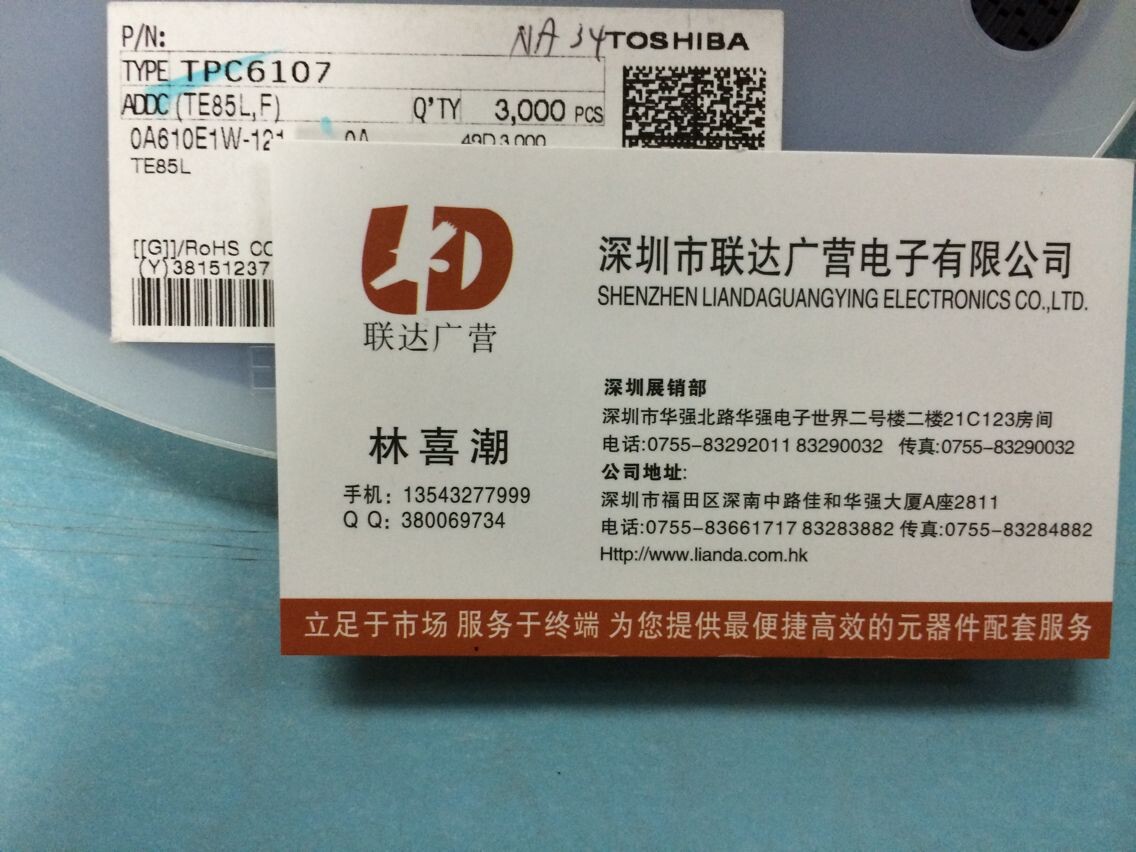 P/N:
NA 34 TOSHIBA
TYPE TPC6107
ADDC (TE85L,F) Q'TY 3,000 PCS
0A610E1W-121 0A 49D 3,000
TE85L
[[G]]/RoHS CO
(Y)38151237
LD
联达广营
深圳市联达广营电子有限公司
SHENZHEN LIANDAGUANGYING ELECTRONICS CO.,LTD.
林喜潮
手机：13543277999
Q Q：380069734
深圳展销部
深圳市华强北路华强电子世界二号楼二楼21C123房间
电话:0755-83292011 83290032 传真:0755-83290032
公司地址:
深圳市福田区深南中路佳和华强大厦A座2811
电话:0755-83661717 83283882 传真:0755-83284882
Http://www.lianda.com.hk
立足于市场 服务于终端 为您提供最便捷高效的元器件配套服务